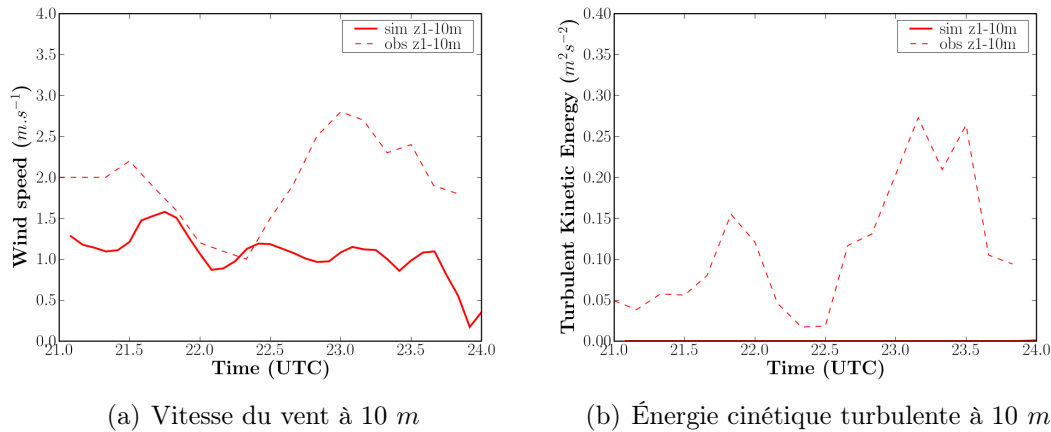 4.0
3.5
3.0
2.5
2.0
1.5
1.0
0.5
0.0
Wind speed (m.s⁻¹)
sim z1-10m
obs z1-10m
21.0 21.5 22.0 22.5 23.0 23.5 24.0
Time (UTC)
(a) Vitesse du vent à 10 m
0.40
0.35
0.30
0.25
0.20
0.15
0.10
0.05
0.00
Turbulent Kinetic Energy (m²s⁻²)
sim z1-10m
obs z1-10m
21.0 21.5 22.0 22.5 23.0 23.5 24.0
Time (UTC)
(b) Énergie cinétique turbulente à 10 m